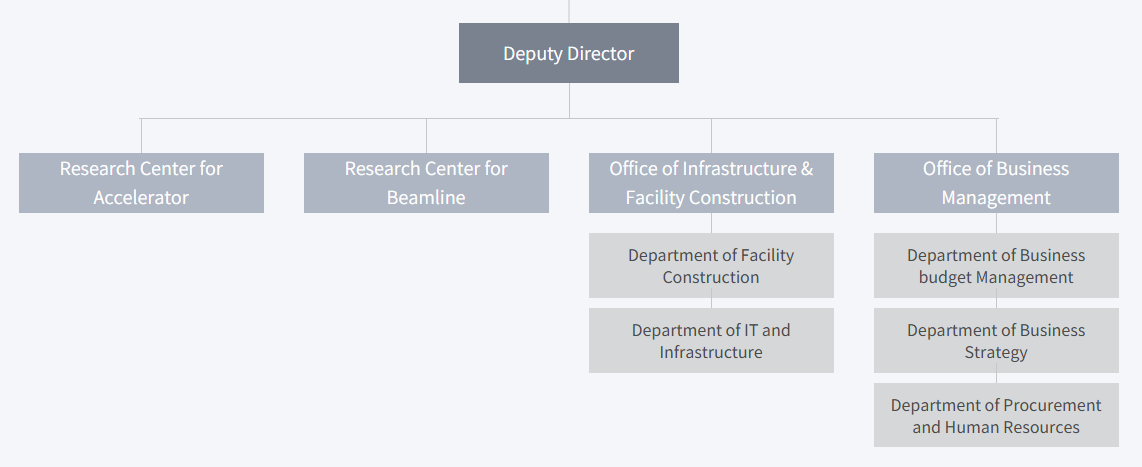 Deputy Director
Research Center for
Accelerator
Research Center for
Beamline
Office of Infrastructure &
Facility Construction
Office of Business
Management
Department of Facility
Construction
Department of IT and
Infrastructure
Department of Business
budget Management
Department of Business
Strategy
Department of Procurement
and Human Resources